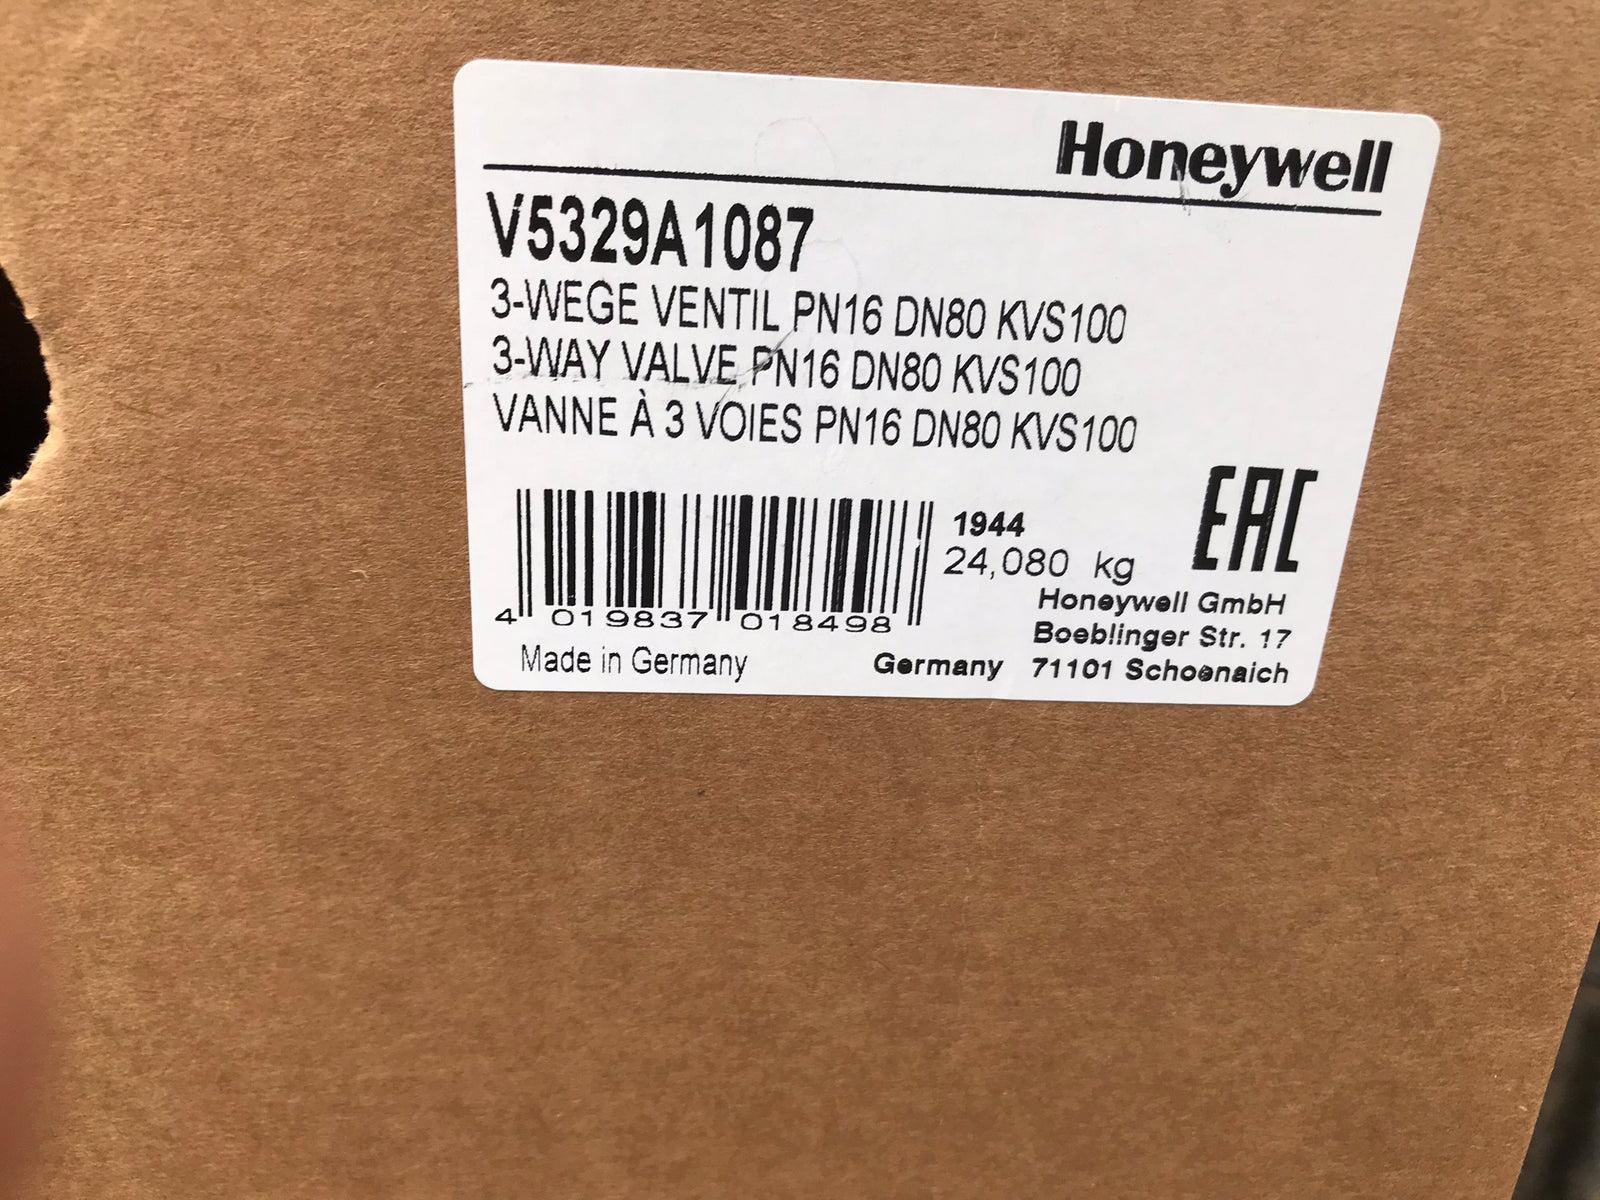 Honeywell
V5329A1087
3-WEGE VENTIL PN16 DN80 KVS100
3-WAY VALVE PN16 DN80 KVS100
VANNE À 3 VOIES PN16 DN80 KVS100
EAC
1944
24,080 kg
4 019837 018498
Made in Germany
Honeywell GmbH
Boeblinger Str. 17
Germany 71101 Schoenaich